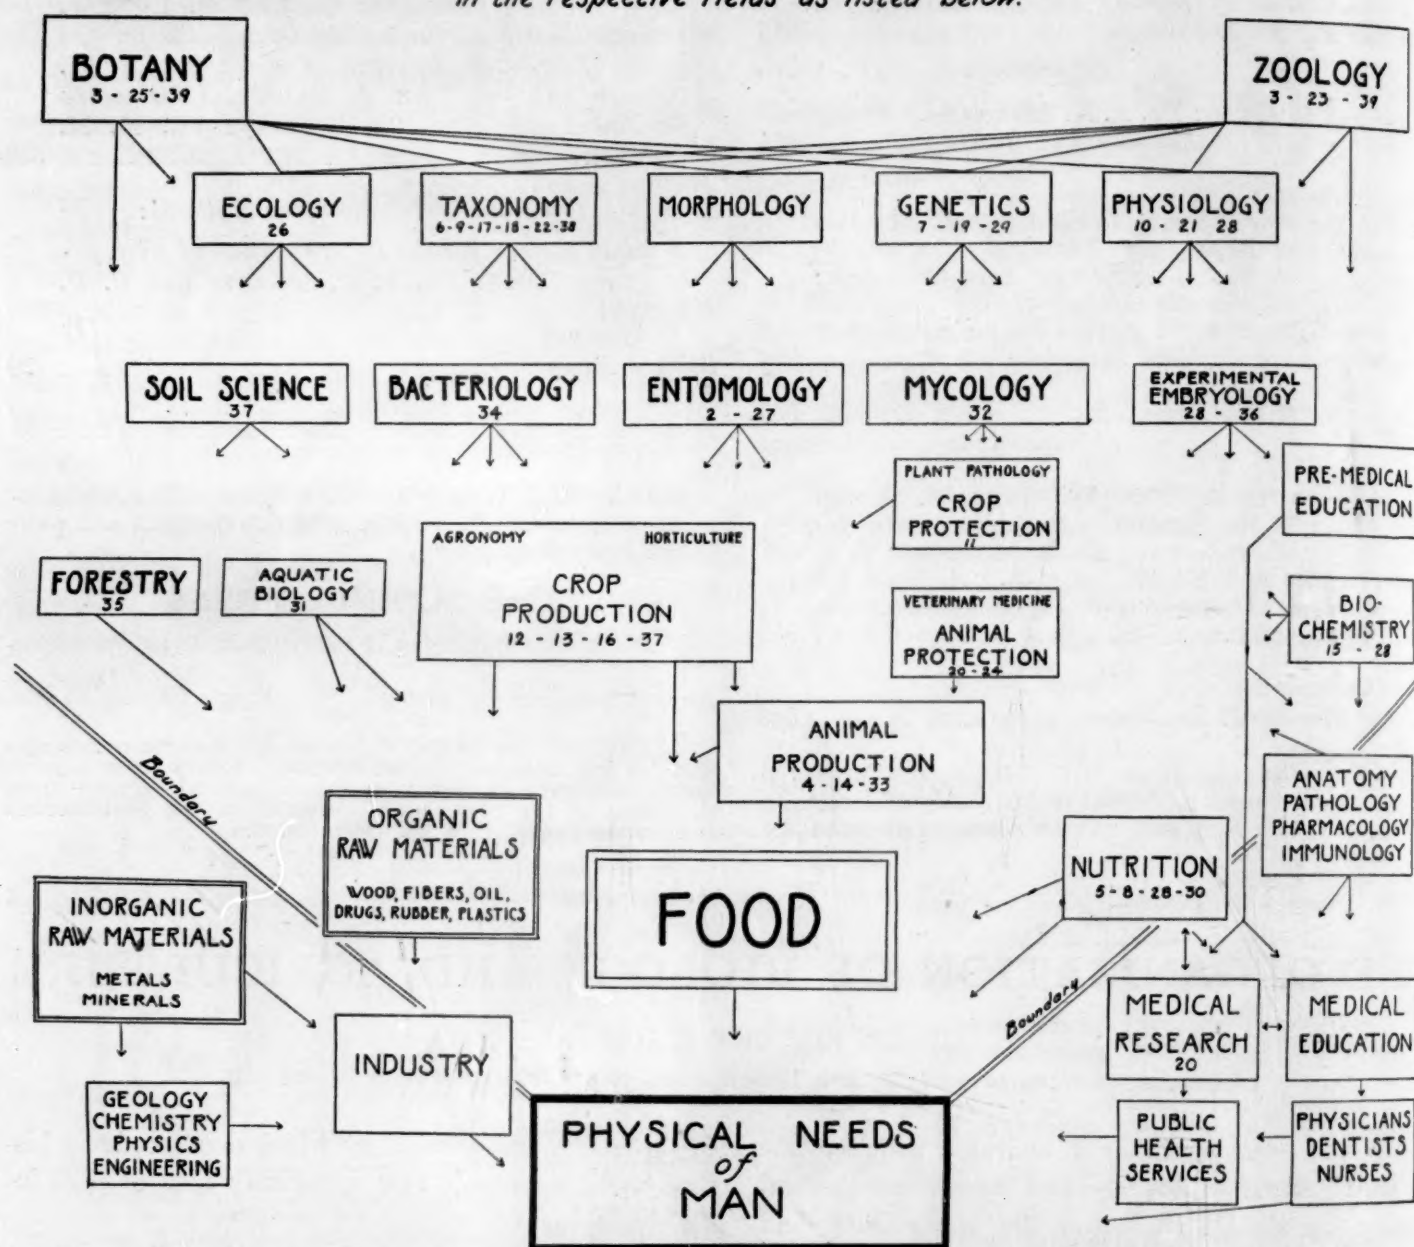 in the respective fields as listed below.
BOTANY
3 - 25 - 39
ZOOLOGY
3 - 23 - 39
ECOLOGY
26
TAXONOMY
6-9-17-18-22-38
MORPHOLOGY
GENETICS
7 - 19 - 29
PHYSIOLOGY
10 - 21 28
SOIL SCIENCE
37
BACTERIOLOGY
34
ENTOMOLOGY
2 - 27
MYCOLOGY
32
EXPERIMENTAL
EMBRYOLOGY
28 - 36
PLANT PATHOLOGY
CROP
PROTECTION
11
PRE-MEDICAL
EDUCATION
FORESTRY
35
AQUATIC
BIOLOGY
31
AGRONOMY HORTICULTURE
CROP
PRODUCTION
12 - 13 - 16 - 37
VETERINARY MEDICINE
ANIMAL
PROTECTION
20-24
BIO-
CHEMISTRY
15 - 28
ANIMAL
PRODUCTION
4 - 14 - 33
Boundary
ORGANIC
RAW MATERIALS
WOOD, FIBERS, OIL,
DRUGS, RUBBER, PLASTICS
ANATOMY
PATHOLOGY
PHARMACOLOGY
IMMUNOLOGY
NUTRITION
5 - 8 - 28 - 30
INORGANIC
RAW MATERIALS
METALS
MINERALS
FOOD
Boundary
MEDICAL
RESEARCH
20
MEDICAL
EDUCATION
INDUSTRY
GEOLOGY
CHEMISTRY
PHYSICS
ENGINEERING
PHYSICAL NEEDS
of
MAN
PUBLIC
HEALTH
SERVICES
PHYSICIANS
DENTISTS
NURSES